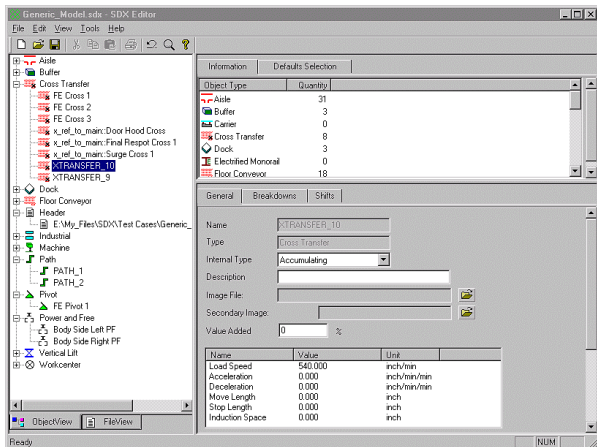 Generic_Model.sdx - SDX Editor
File Edit View Tools Help
Aisle
Buffer
Cross Transfer
FE Cross 1
FE Cross 2
FE Cross 3
x_ref_to_main::Door Hood Cross
x_ref_to_main::Final Respot Cross 1
x_ref_to_main::Surge Cross 1
XTRANSFER_10
XTRANSFER_9
Dock
Floor Conveyor
Header
E:\My_Files\SDX\Test Cases\Generic_
Industrial
Machine
Path
PATH_1
PATH_2
Pivot
FE Pivot 1
Power and Free
Body Side Left PF
Body Side Right PF
Vertical Lift
Workcenter
ObjectView FileView
Information Defaults Selection
Object Type Quantity
Aisle 31
Buffer 3
Carrier 0
Cross Transfer 8
Dock 3
Electrified Monorail 0
Floor Conveyor 18
General Breakdowns Shifts
Name XTRANSFER_10
Type Cross Transfer
Internal Type Accumulating
Description
Image File:
Secondary Image:
Value Added 0 %
Name Value Unit
Load Speed 540.000 inch/min
Acceleration 0.000 inch/min/min
Deceleration 0.000 inch/min/min
Move Length 0.000 inch
Stop Length 0.000 inch
Induction Space 0.000 inch
Ready NUM